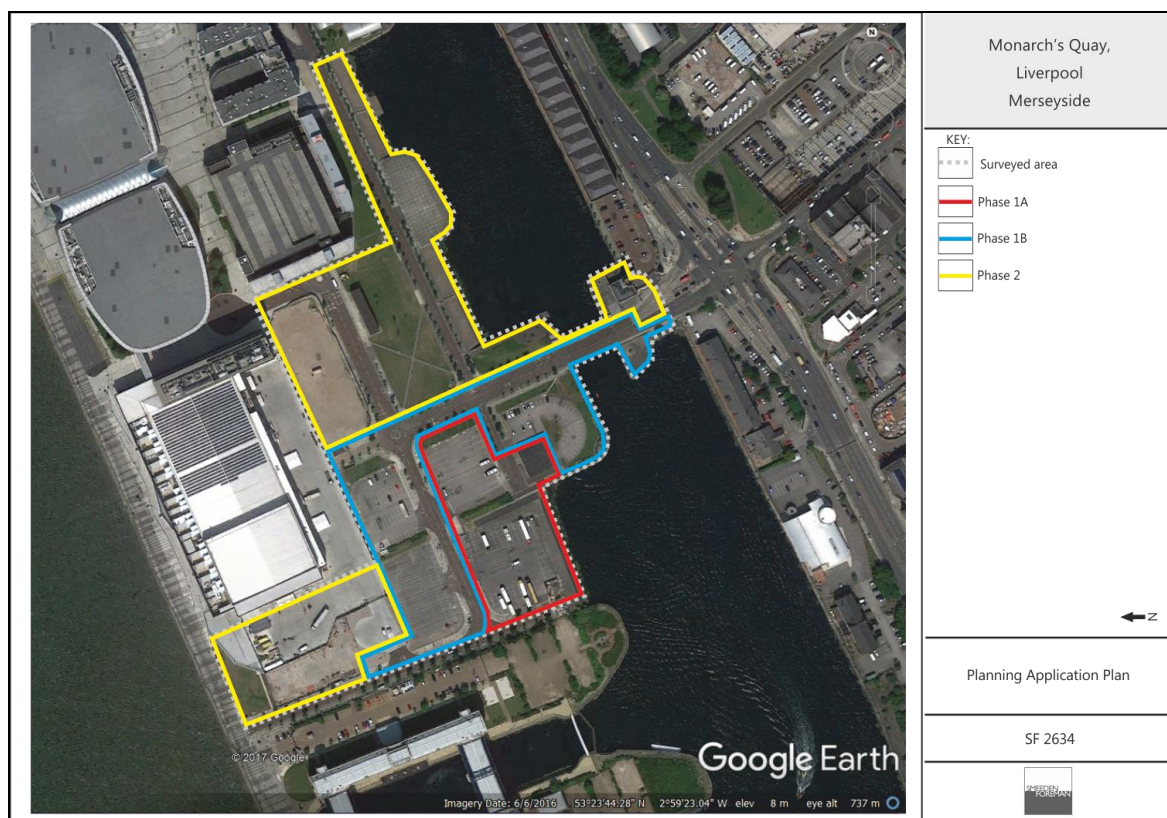 Monarch's Quay,
Liverpool
Merseyside
KEY:
Surveyed area
Phase 1A
Phase 1B
Phase 2
N
N
Planning Application Plan
SF 2634
SMEEDEN
FOREMAN
© 2017 Google
Google Earth
Imagery Date: 6/6/2016 53°23'44.28" N 2°59'23.04" W elev 8 m eye alt 737 m